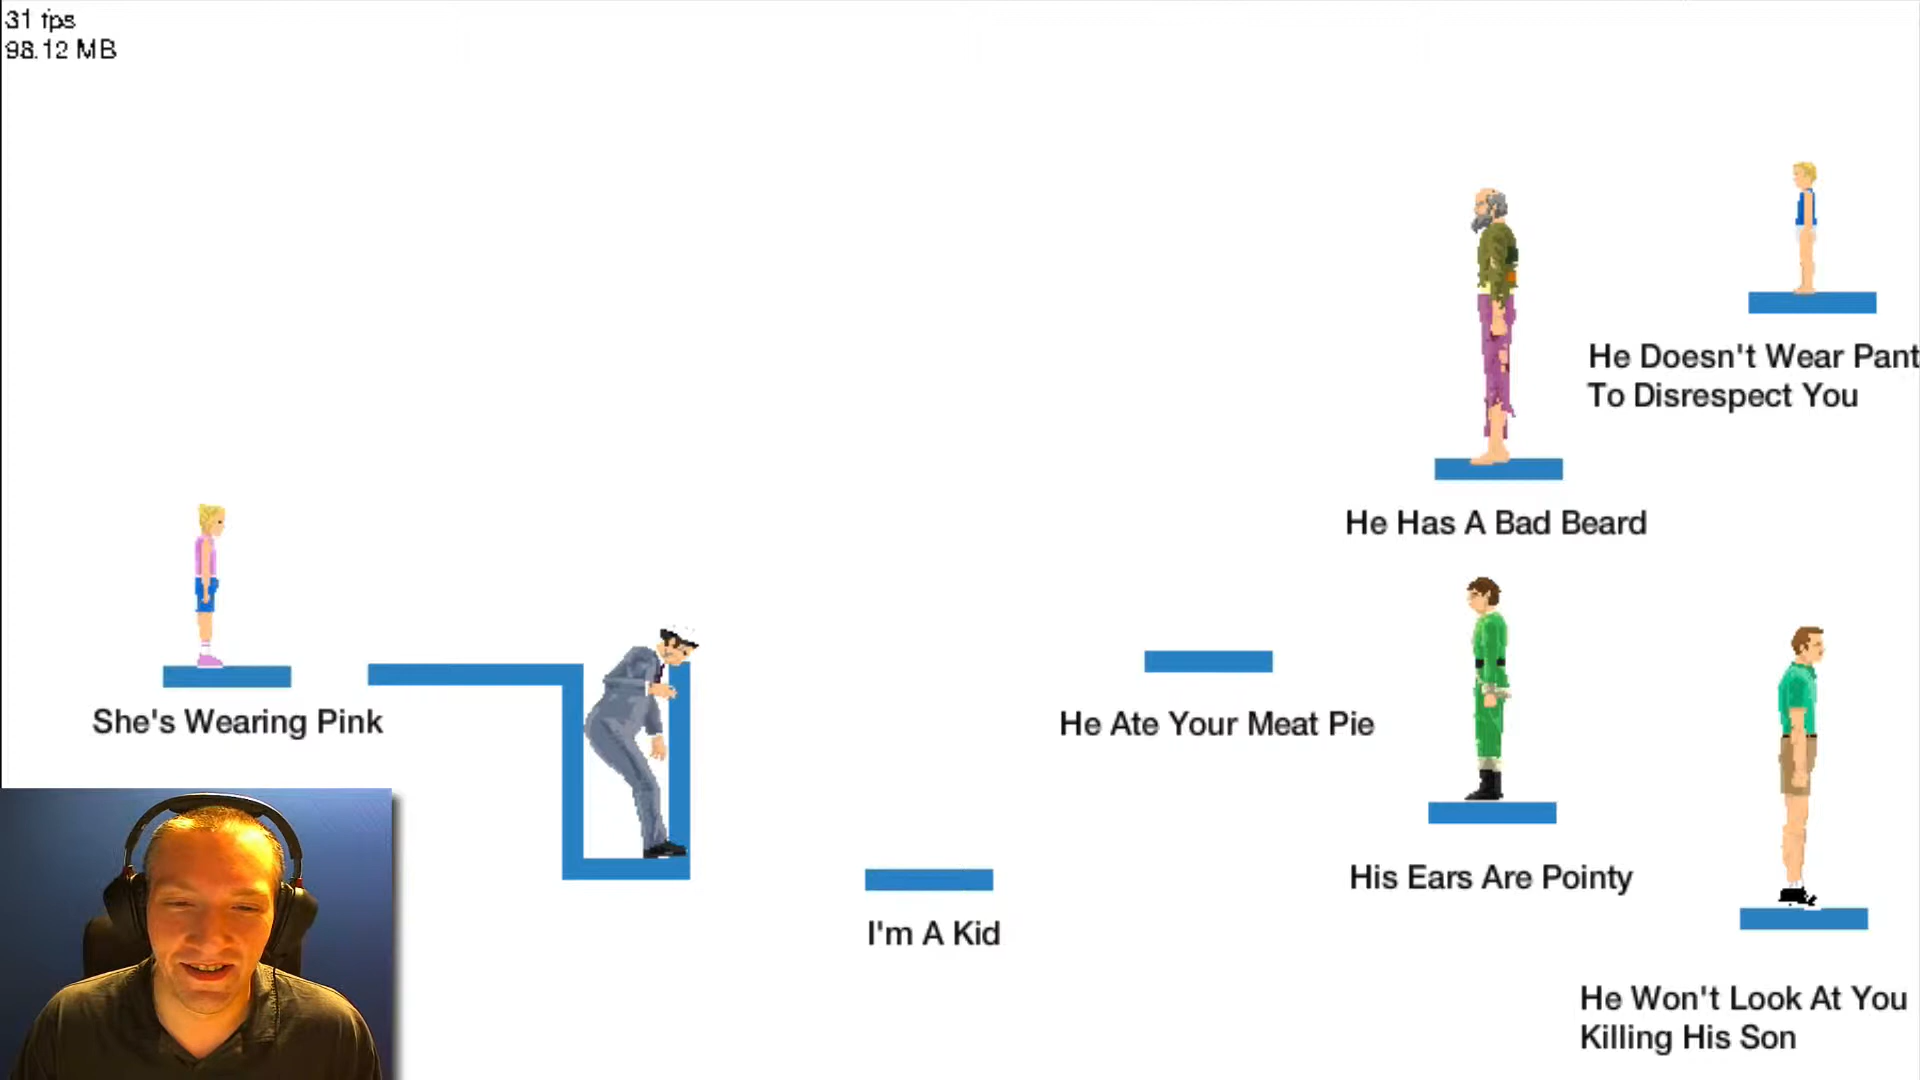 31 fps
98.12 MB
He Doesn't Wear Pant
To Disrespect You
He Has A Bad Beard
She's Wearing Pink
He Ate Your Meat Pie
His Ears Are Pointy
I'm A Kid
He Won't Look At You
Killing His Son